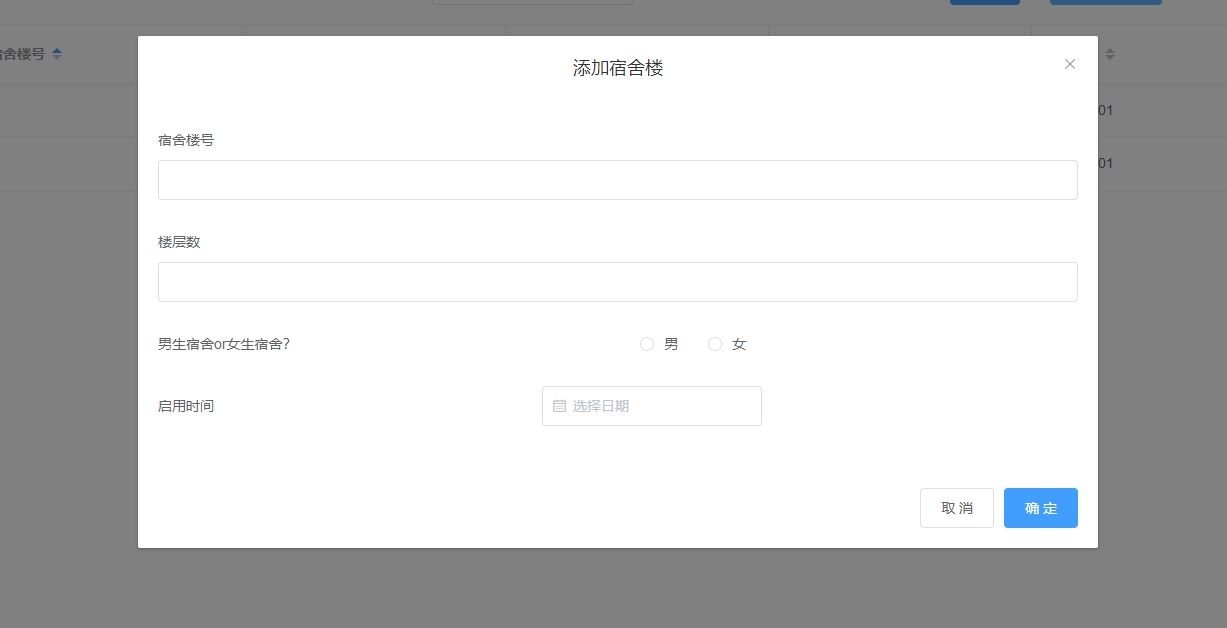 舍楼号
添加宿舍楼
01
01
宿舍楼号
楼层数
男生宿舍or女生宿舍?
男
女
启用时间
选择日期
取 消
确 定